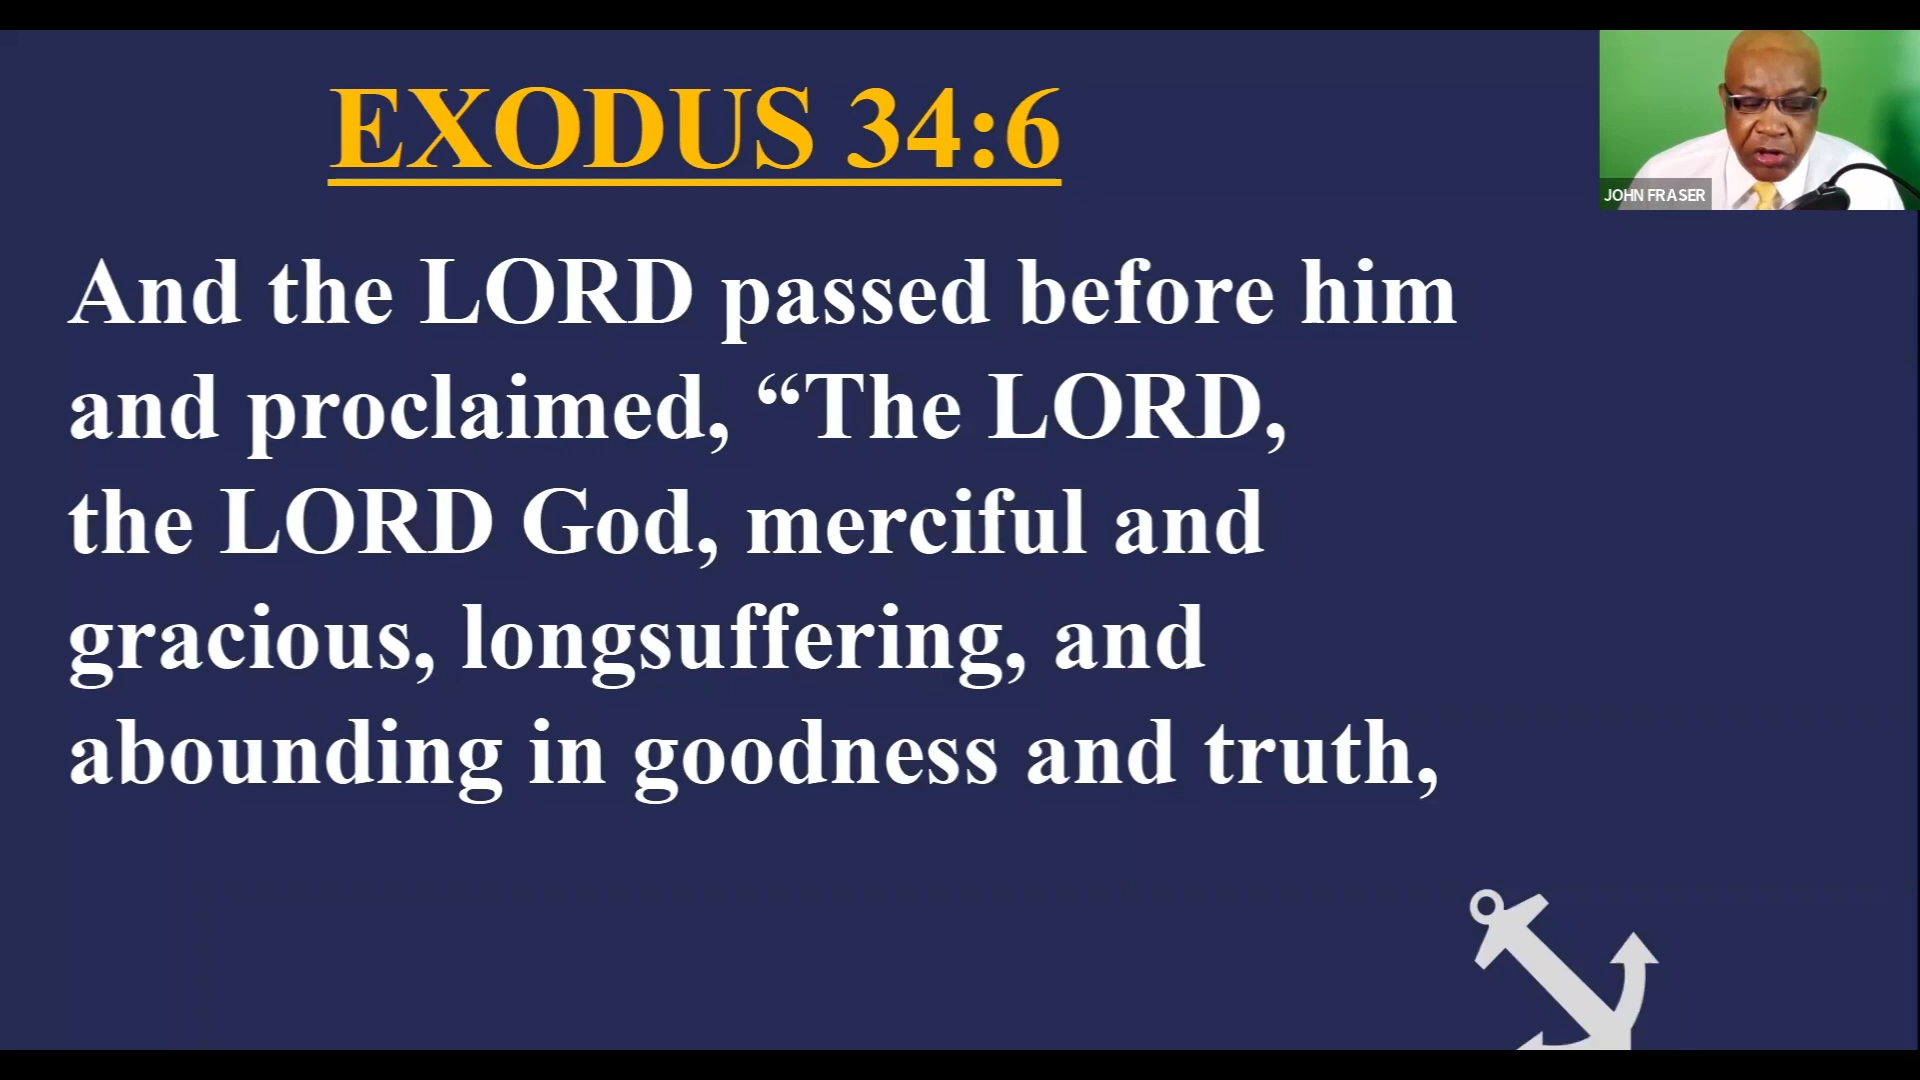 EXODUS 34:6
JOHN FRASER
And the LORD passed before him
and proclaimed, “The LORD,
the LORD God, merciful and
gracious, longsuffering, and
abounding in goodness and truth,